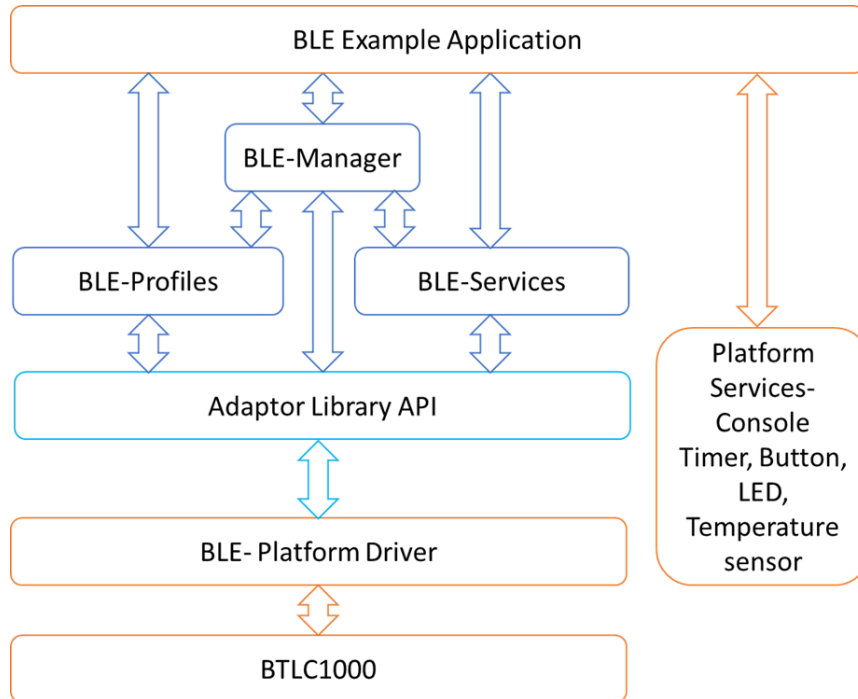 BLE Example Application
BLE-Manager
BLE-Profiles
BLE-Services
Adaptor Library API
Platform
Services-
Console
Timer, Button,
LED,
Temperature
sensor
BLE- Platform Driver
BTLC1000